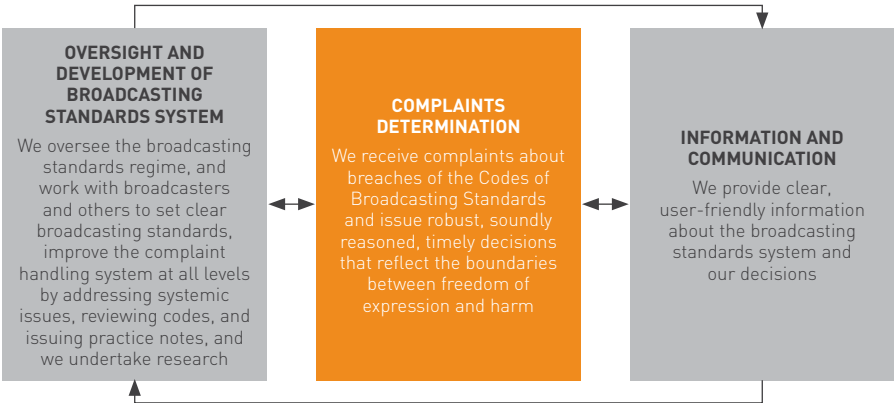 OVERSIGHT AND
DEVELOPMENT OF
BROADCASTING
STANDARDS SYSTEM
We oversee the broadcasting
standards regime, and
work with broadcasters
and others to set clear
broadcasting standards,
improve the complaint
handling system at all levels
by addressing systemic
issues, reviewing codes, and
issuing practice notes, and
we undertake research
COMPLAINTS
DETERMINATION
We receive complaints about
breaches of the Codes of
Broadcasting Standards
and issue robust, soundly
reasoned, timely decisions
that reflect the boundaries
between freedom of
expression and harm
INFORMATION AND
COMMUNICATION
We provide clear,
user-friendly information
about the broadcasting
standards system and
our decisions